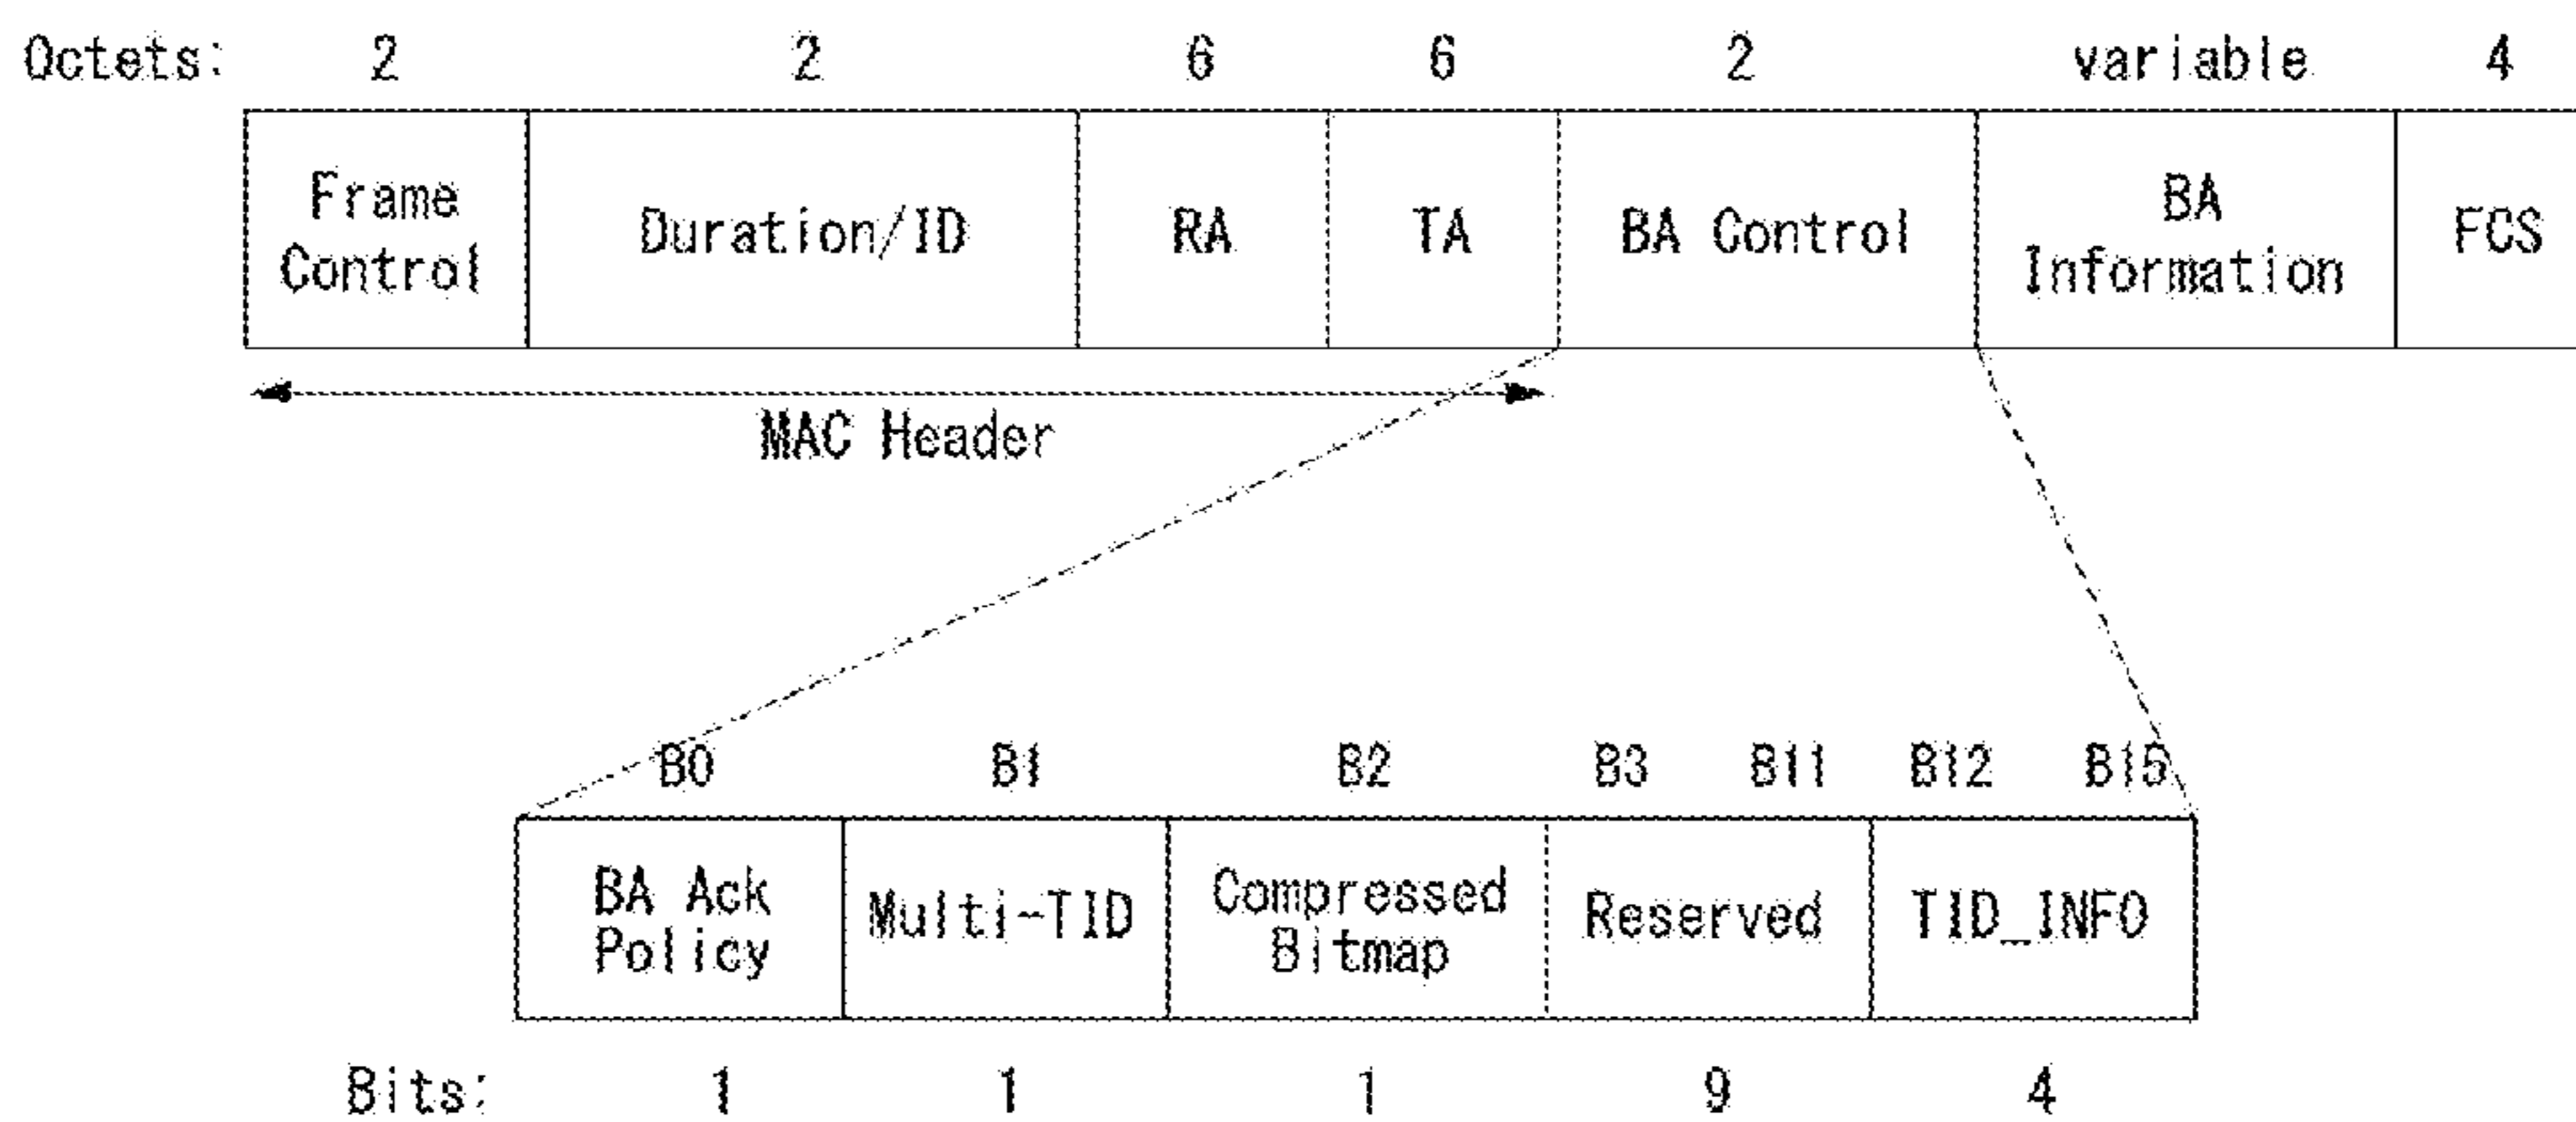 Octets: 2 2 6 6 2 variable 4
Frame Control Duration/ID RA TA BA Control BA Information FCS
MAC Header
B0 B1 B2 B3 B11 B12 B15
BA Ack Policy Multi-TID Compressed Bitmap Reserved TID_INFO
Bits: 1 1 1 9 4